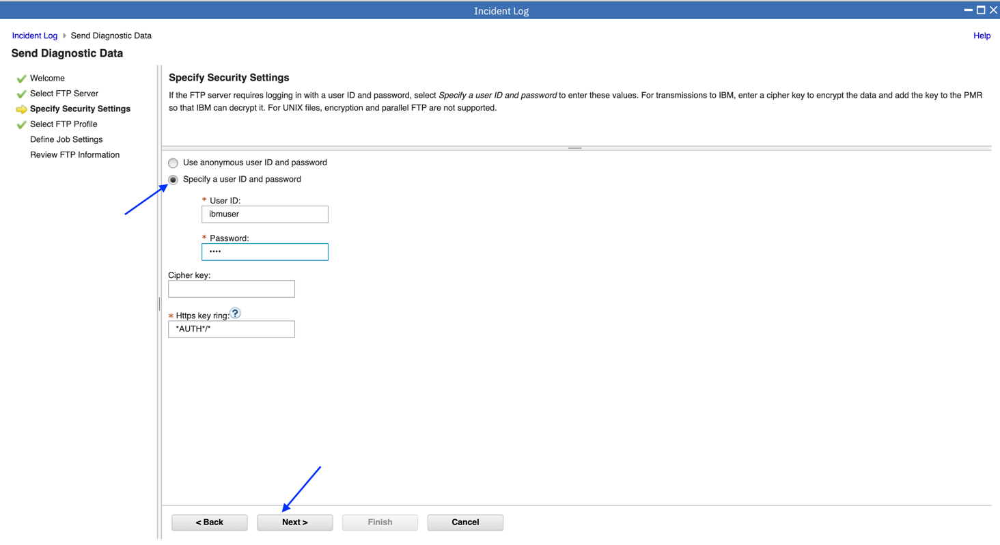 Incident Log
Incident Log Send Diagnostic Data
Help
Send Diagnostic Data
Welcome
Select FTP Server
Specify Security Settings
Select FTP Profile
Define Job Settings
Review FTP Information
Specify Security Settings
If the FTP server requires logging in with a user ID and password, select Specify a user ID and password to enter these values. For transmissions to IBM, enter a cipher key to encrypt the data and add the key to the PMR
so that IBM can decrypt it. For UNIX files, encryption and parallel FTP are not supported.
Use anonymous user ID and password
Specify a user ID and password
* User ID:
ibmuser
* Password:
••••
Cipher key:
* Https key ring: ?
*AUTH*/*
< Back
Next >
Finish
Cancel